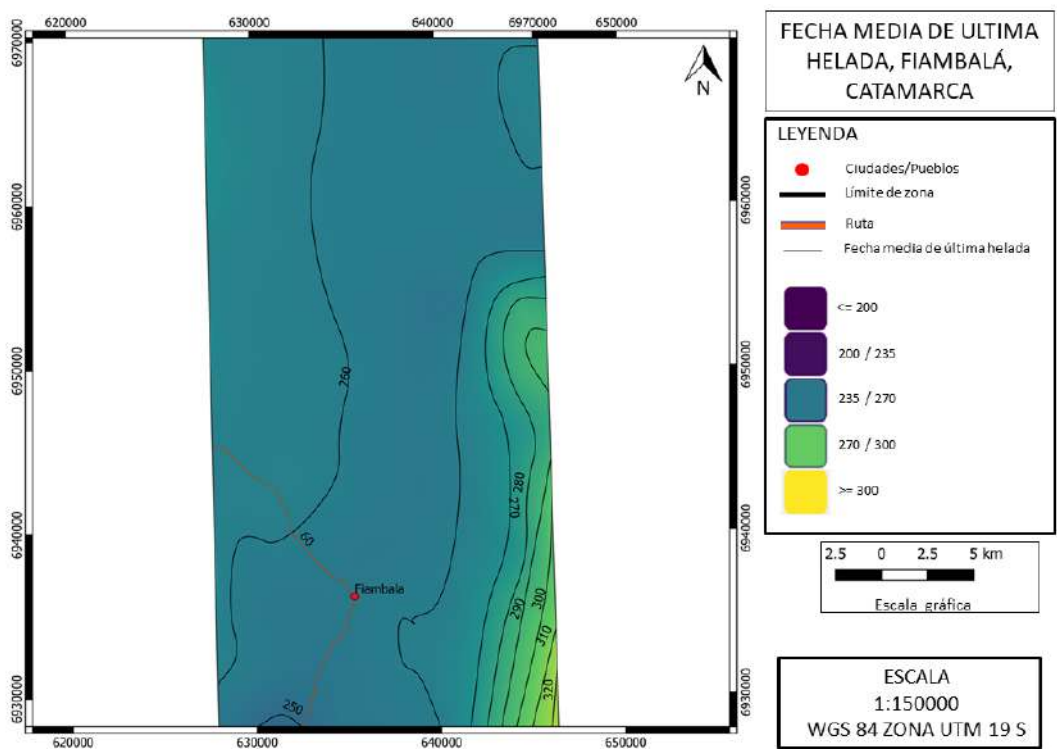 620000 630000 640000 6970000 650000
FECHA MEDIA DE ULTIMA
HELADA, FIAMBALÁ,
CATAMARCA
LEYENDA
Ciudades/Pueblos
Límite de zona
Ruta
Fecha media de última helada
<= 200
200 / 235
235 / 270
270 / 300
>= 300
2.5 0 2.5 5 km
Escala gráfica
ESCALA
1:150000
WGS 84 ZONA UTM 19 S
N
6970000
6960000
6950000
6940000
6930000
6960000
6950000
6940000
6930000
260
60
Fiambala
250
280
270
290
300
310
320
620000 630000 640000 650000